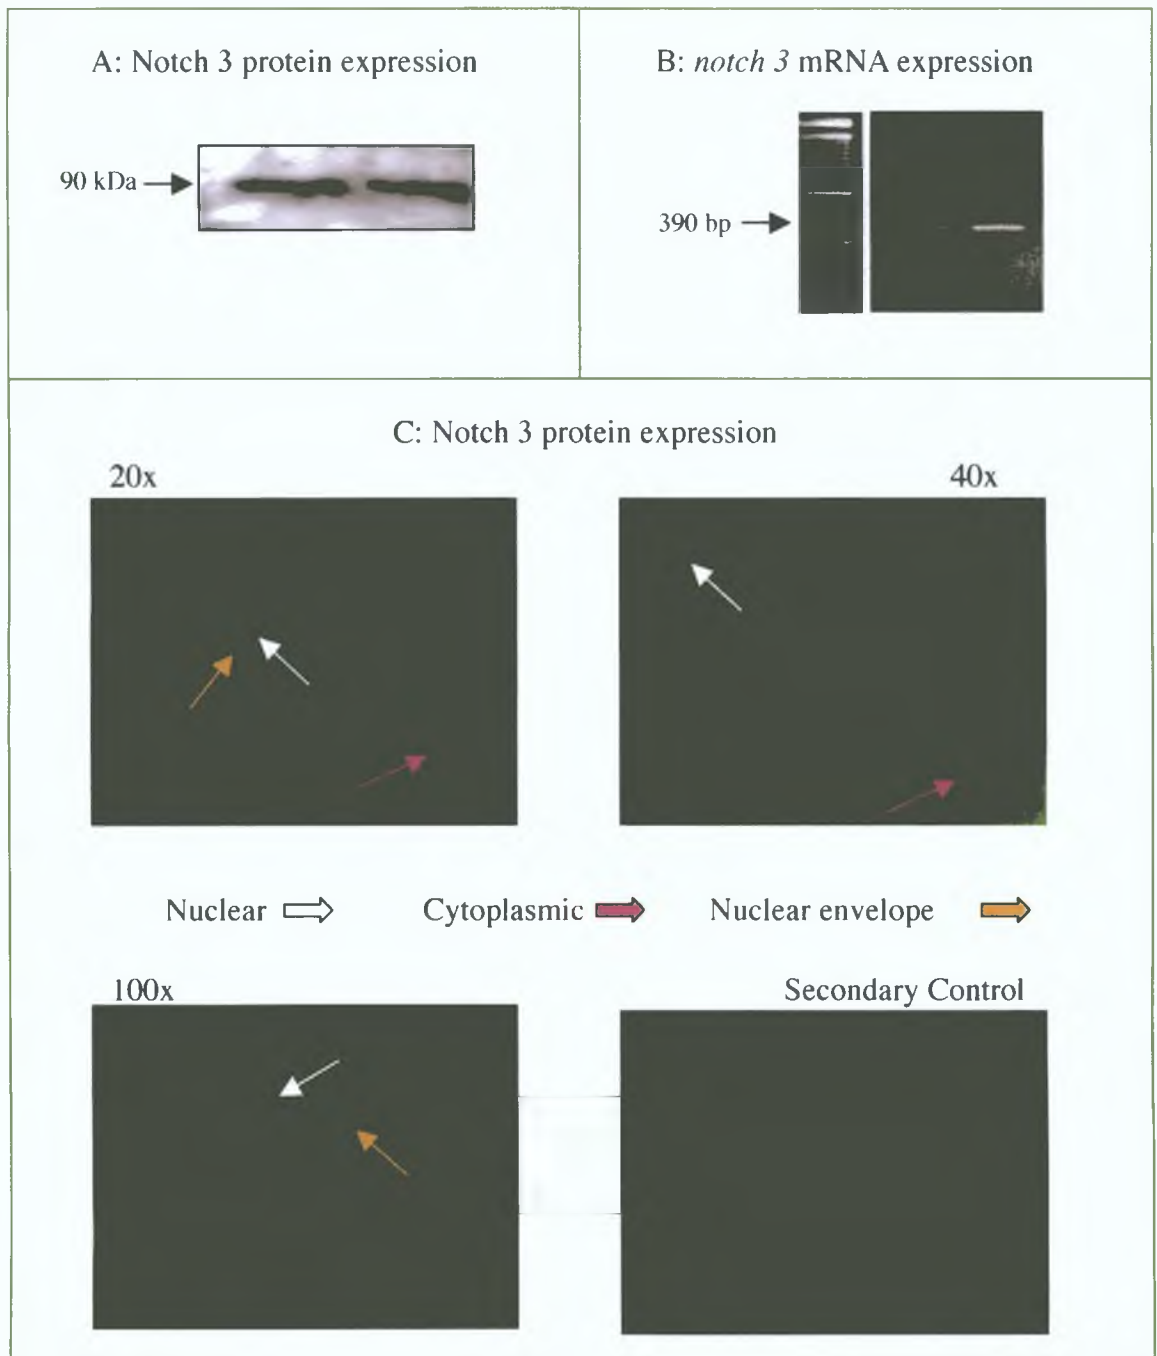 A: Notch 3 protein expression
90 kDa
B: notch 3 mRNA expression
390 bp
C: Notch 3 protein expression
20x
40x
Nuclear
Cytoplasmic
Nuclear envelope
100x
Secondary Control